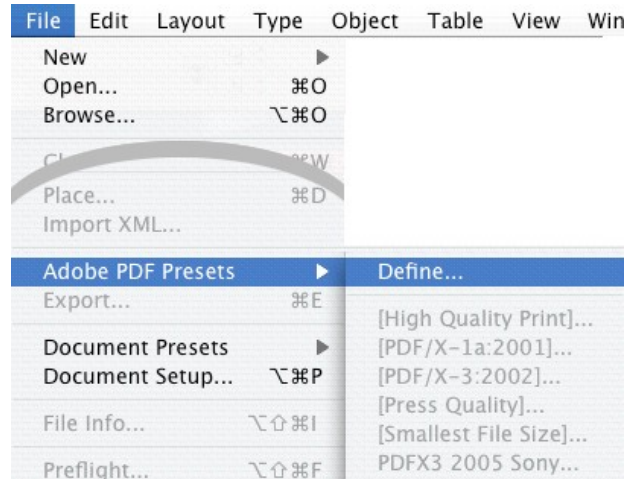 File Edit Layout Type Object Table View Win
New
Open... ⌘O
Browse... ⌥⌘O
⌘W
Place... ⌘D
Import XML...
Adobe PDF Presets
Define...
Export... ⌘E
[High Quality Print]...
Document Presets
[PDF/X-1a:2001]...
Document Setup... ⌥⌘P
[PDF/X-3:2002]...
[Press Quality]...
File Info... ⌥⇧⌘I
[Smallest File Size]...
Preflight... ⌥⇧⌘F
PDFX3 2005 Sony...